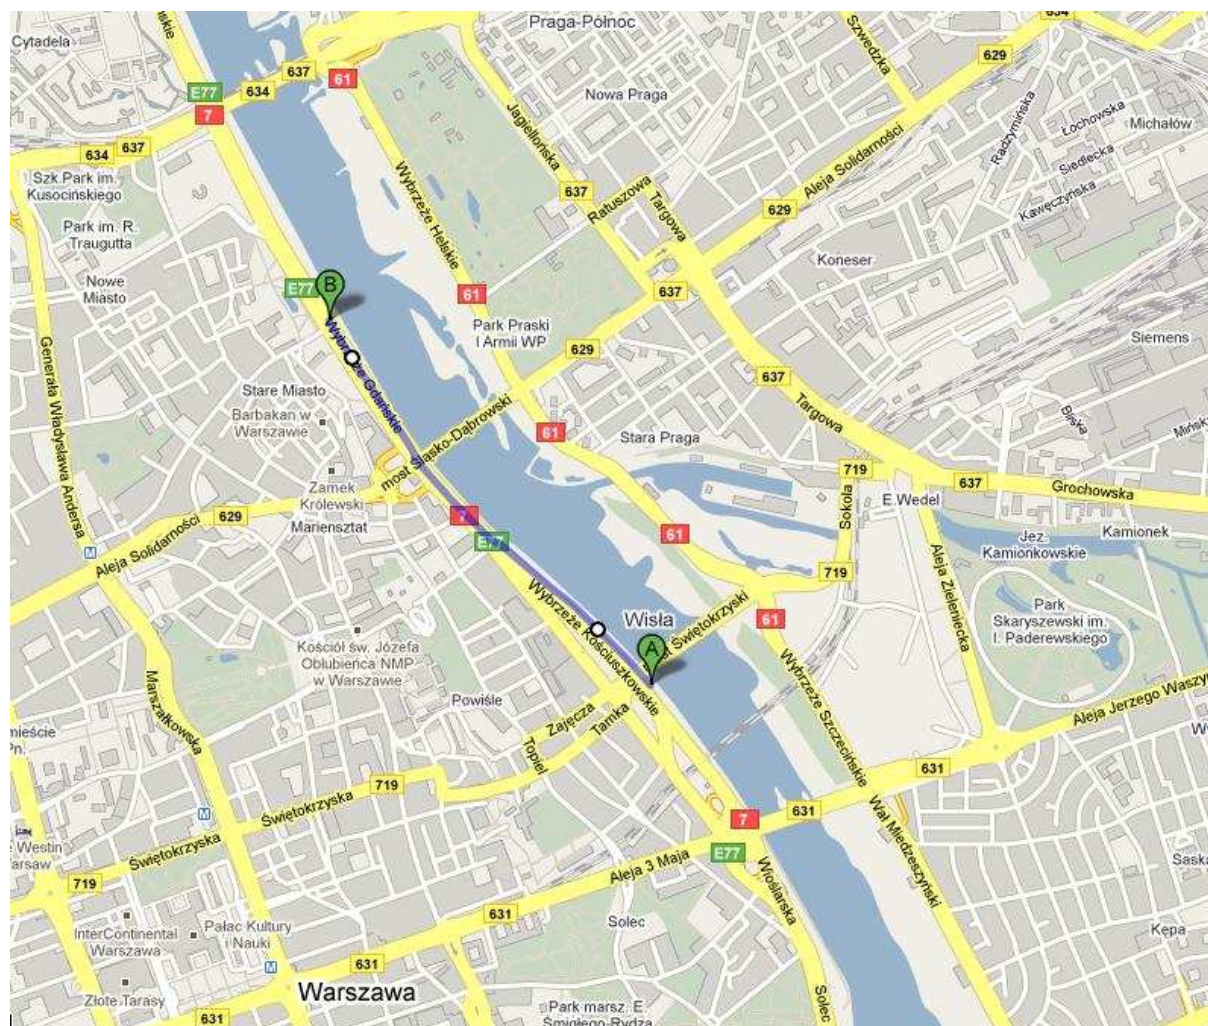 Praga-Północ
634
Cytadela
637
629
E77
634
61
7
Nowa Praga
Szwedzka
Jagiellońska
Radzymińska
Łochowska
Michałów
634
637
Siedlecka
Wybrzeże Helskie
Aleja Solidarności
Szk Park im.
Kusocińskiego
637
Ratuszowa
Kawęczyńska
Targowa
629
Park im. R.
Traugutta
Koneser
Nowe
Miasto
E77
B
61
637
Park Praski
I Armii WP
Siemens
Wybrzeże Gdańskie
629
Generała Władysława Andersa
Stare Miasto
637
Barbakan w
Warszawie
Targowa
most Śląsko-Dąbrowski
61
Stara Praga
719
637
Grochowska
Zamek
Królewski
Mariensztat
629
7
E.Wedel
Sokola
61
E77
Jez.
Kamionkowskie
Kamionek
M
Aleja Solidarności
719
Aleja Zieleniecka
Wybrzeże Kościuszkowskie
Wisła
61
Park
Skaryszewski im.
I. Paderewskiego
Świętokrzyski
A
Kościół św. Józefa
Oblubieńca NMP
w Warszawie
Wybrzeże Szczecińskie
Marszałkowska
Powiśle
Zajęcza
Tamka
Topiel
Aleja Jerzego Waszy
mieście
Pn.
631
719
Świętokrzyska
M
631
7
Wał Miedzeszyński
Świętokrzyska
E77
Westin
719
Aleja 3 Maja
Wioślarska
631
Solec
InterContinental
Warszawa
Pałac Kultury
i Nauki
Kępa
M
631
Złote Tarasy
Warszawa
Solec
631
Park marsz. E.
Śmigłego-Rydza